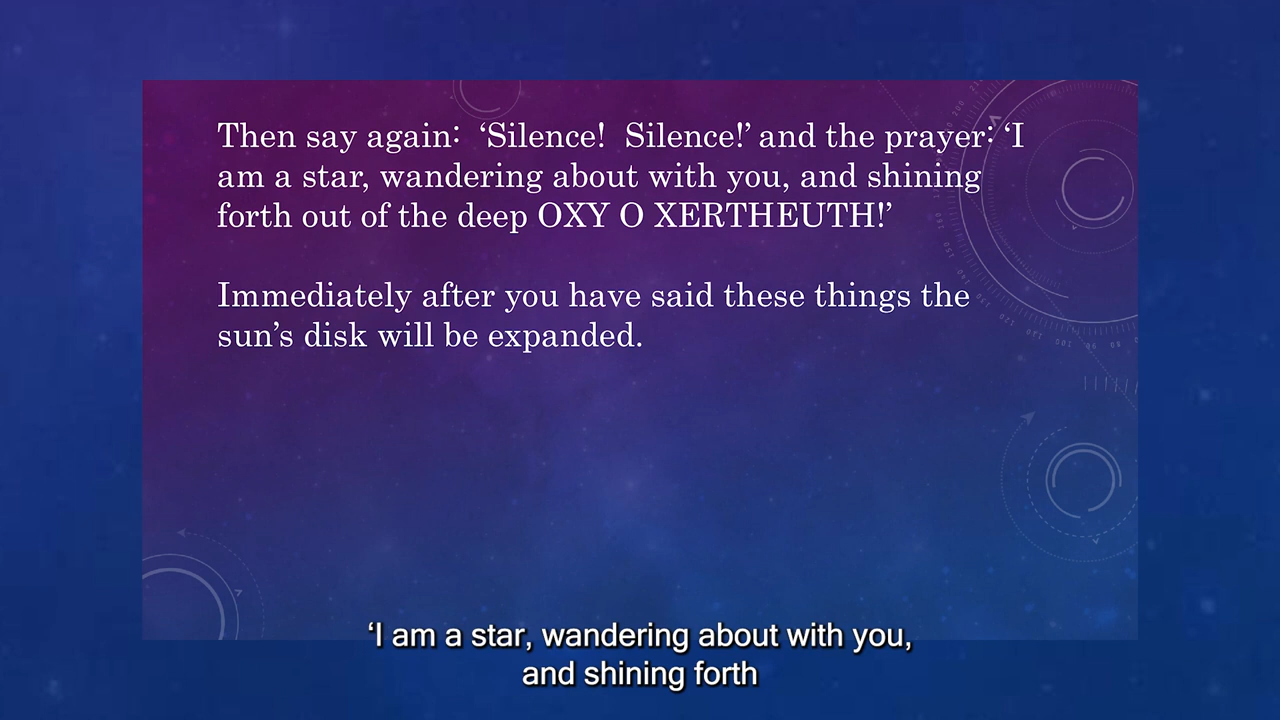 Then say again:  ‘Silence!  Silence!’ and the prayer: ‘I
am a star, wandering about with you, and shining
forth out of the deep OXY O XERTHEUTH!’
Immediately after you have said these things the
sun’s disk will be expanded.
‘I am a star, wandering about with you,
and shining forth